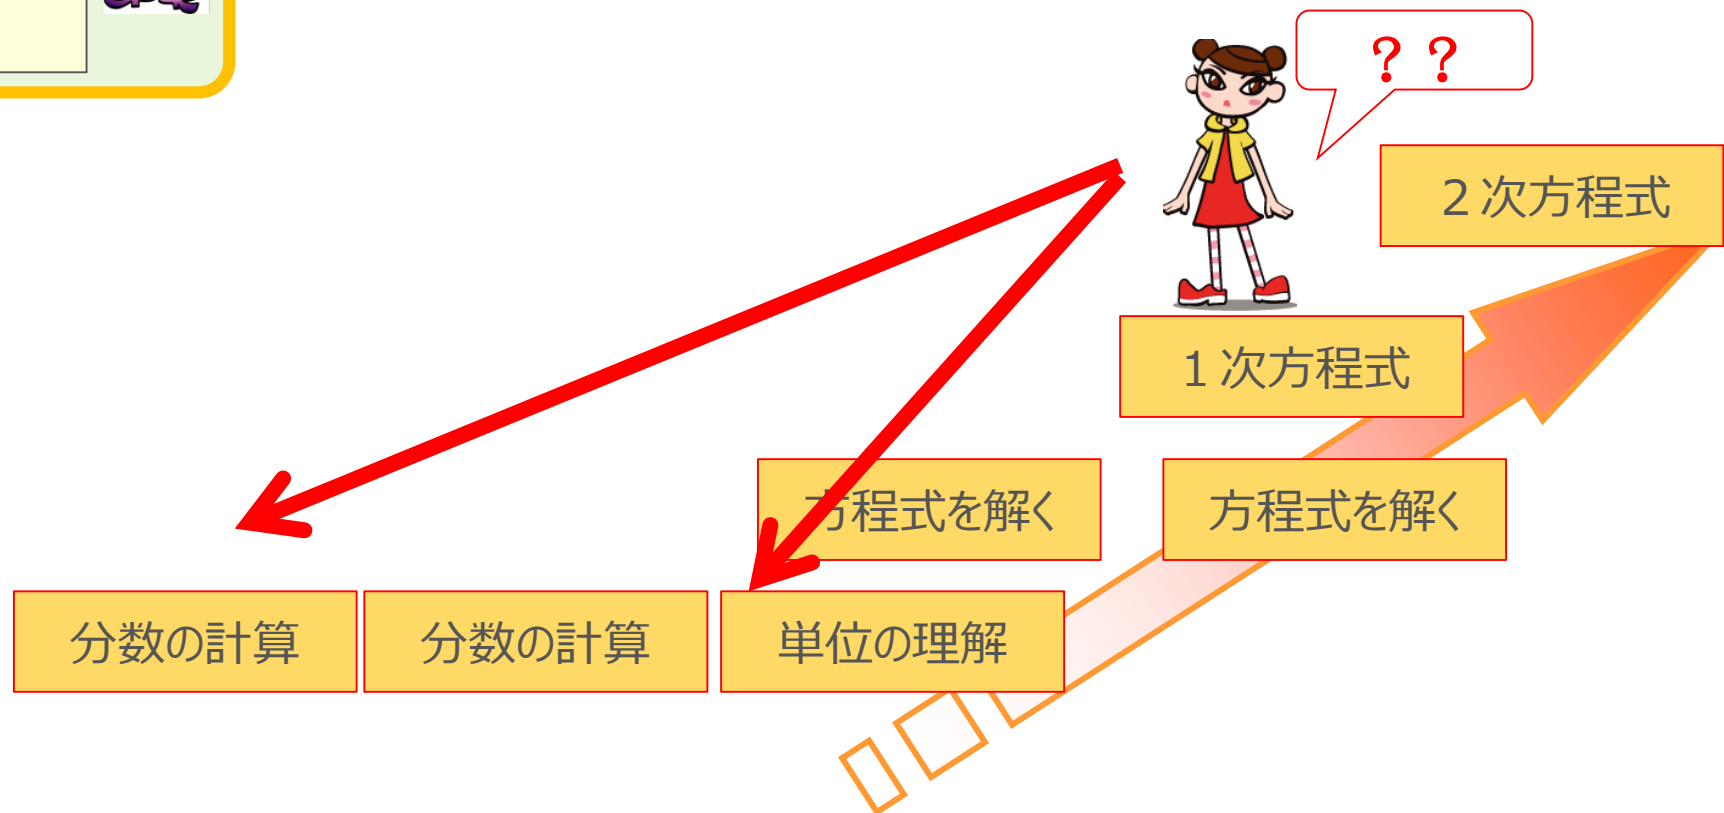 ？？
２次方程式
１次方程式
方程式を解く
方程式を解く
分数の計算
分数の計算
単位の理解